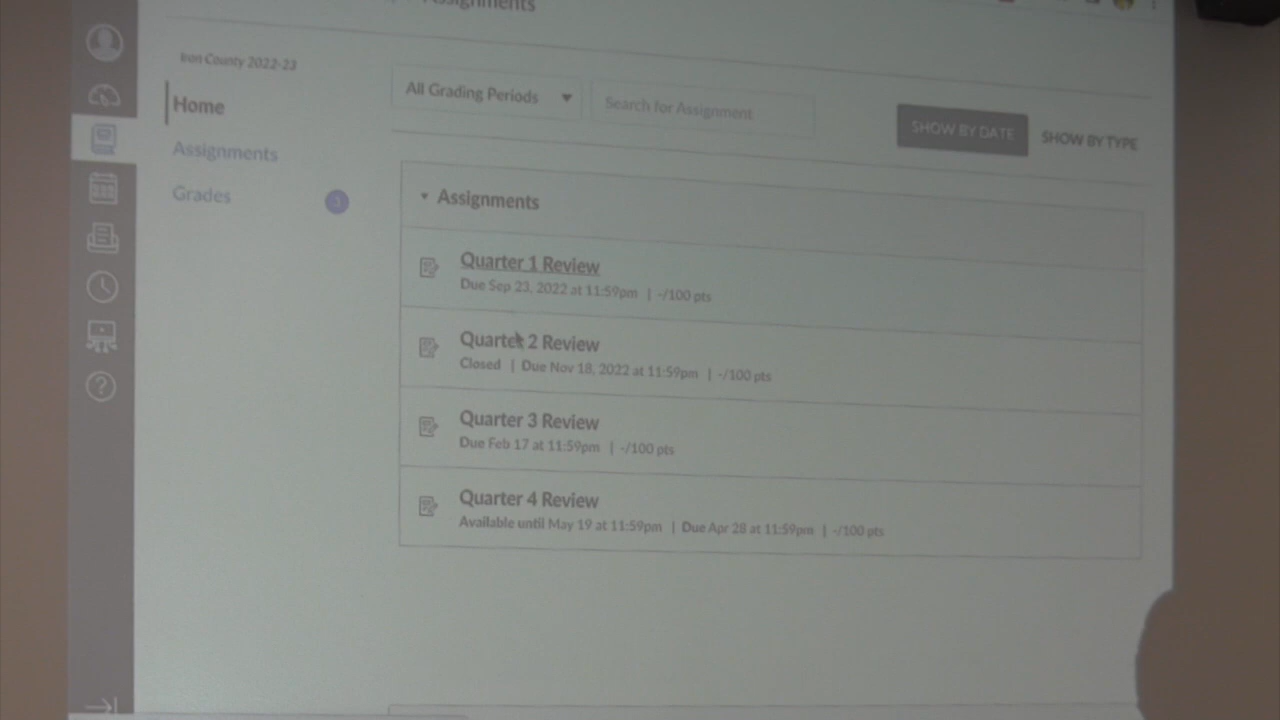 Assignments
Iron County 2022-23
Home
Assignments
Grades
3
All Grading Periods
Search for Assignment
SHOW BY DATE
SHOW BY TYPE
Assignments
Quarter 1 Review
Due Sep 23, 2022 at 11:59pm | -/100 pts
Quarter 2 Review
Closed | Due Nov 18, 2022 at 11:59pm | -/100 pts
Quarter 3 Review
Due Feb 17 at 11:59pm | -/100 pts
Quarter 4 Review
Available until May 19 at 11:59pm | Due Apr 28 at 11:59pm | -/100 pts